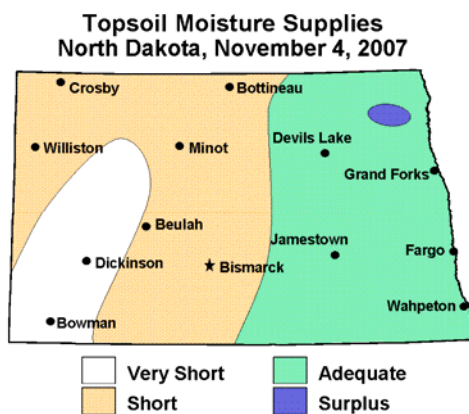 Topsoil Moisture Supplies
North Dakota, November 4, 2007
Crosby
Bottineau
Williston
Minot
Devils Lake
Grand Forks
Beulah
Jamestown
Fargo
Dickinson
Bismarck
Wahpeton
Bowman
Very Short
Adequate
Short
Surplus